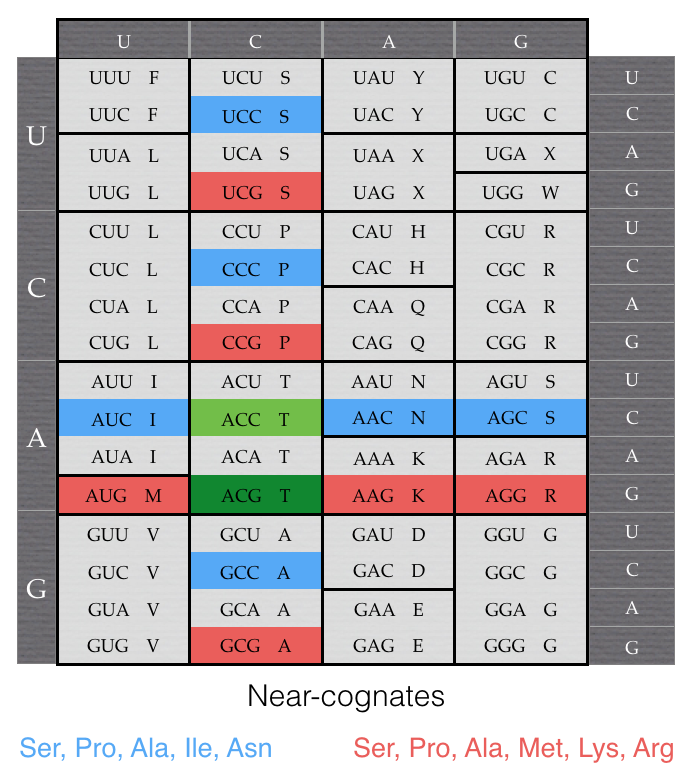 U C A G
UUU F UCU S UAU Y UGU C U
UUC F UCC S UAC Y UGC C C
U
UUA L UCA S UAA X UGA X A
UUG L UCG S UAG X UGG W G
CUU L CCU P CAU H CGU R U
CUC L CCC P CAC H CGC R C
C
CUA L CCA P CAA Q CGA R A
CUG L CCG P CAG Q CGG R G
AUU I ACU T AAU N AGU S U
AUC I ACC T AAC N AGC S C
A
AUA I ACA T AAA K AGA R A
AUG M ACG T AAG K AGG R G
GUU V GCU A GAU D GGU G U
GUC V GCC A GAC D GGC G C
G
GUA V GCA A GAA E GGA G A
GUG V GCG A GAG E GGG G G
Near-cognates
Ser, Pro, Ala, Ile, Asn Ser, Pro, Ala, Met, Lys, Arg